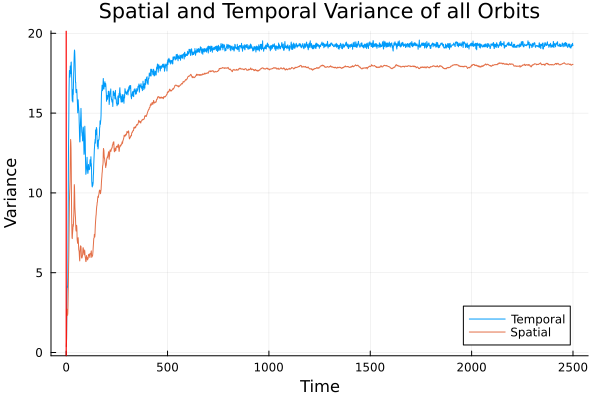 Spatial and Temporal Variance of all Orbits
20
15
10
5
0
Variance
0 500 1000 1500 2000 2500
Time
Temporal
Spatial